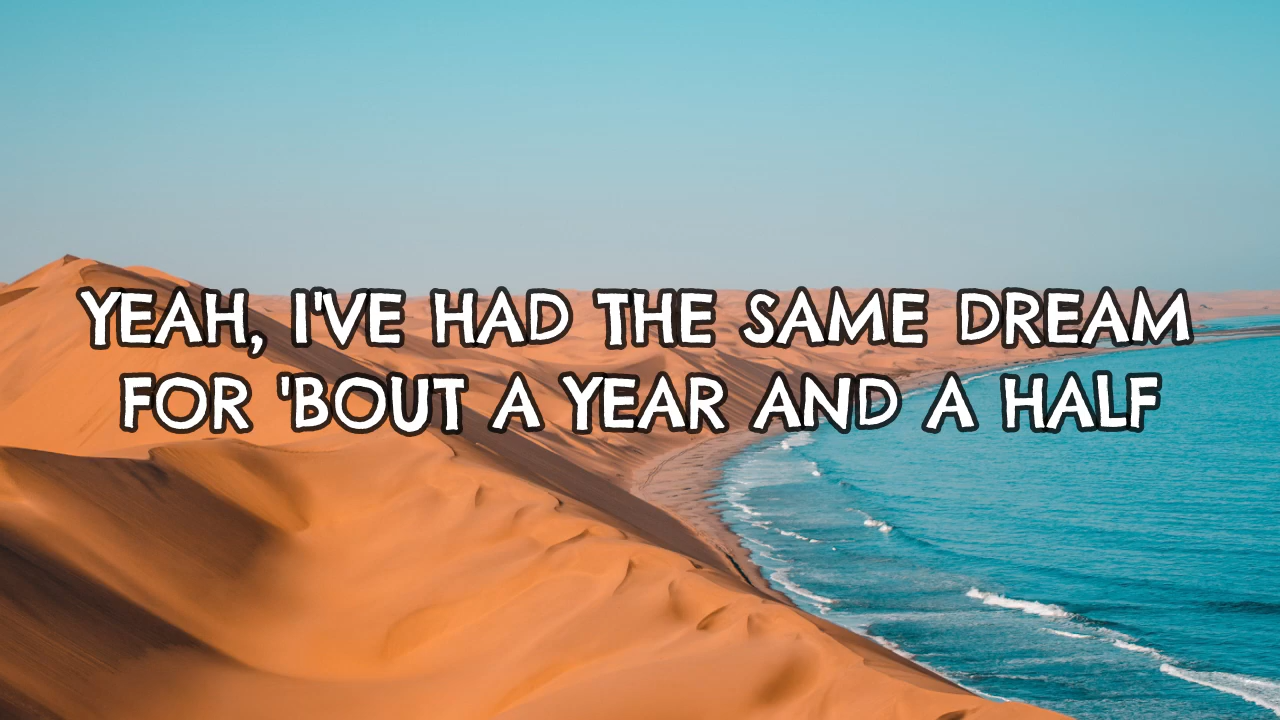 YEAH, I'VE HAD THE SAME DREAM
FOR 'BOUT A YEAR AND A HALF